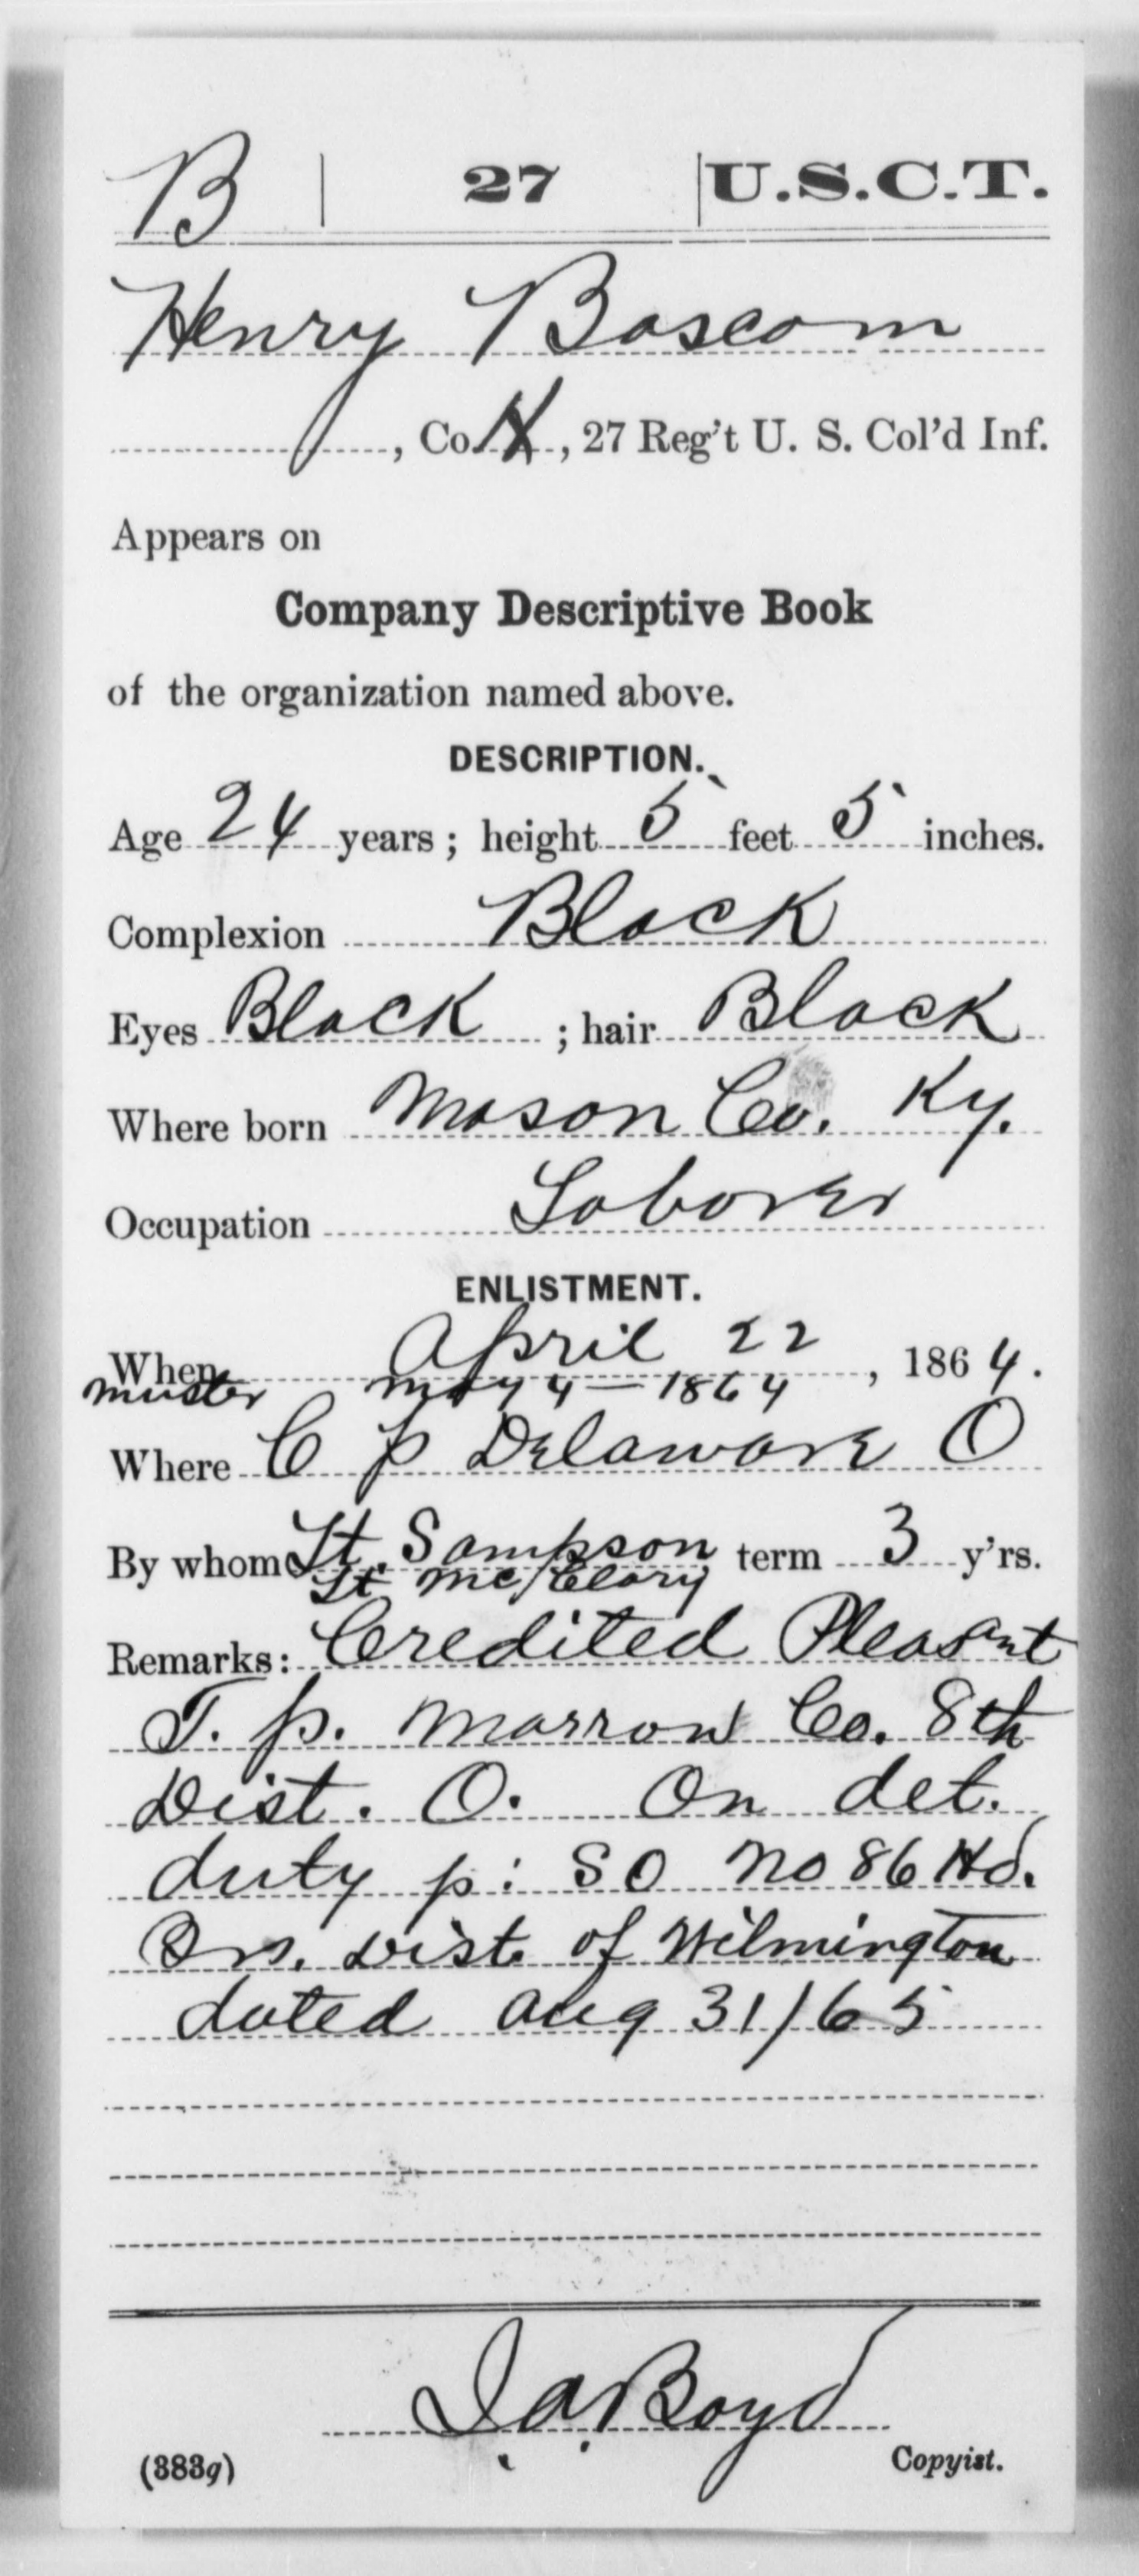 B | 27 | U.S.C.T.
Henry Bascom
, Co. H, 27 Reg't U. S. Col'd Inf.
Appears on
Company Descriptive Book
of the organization named above.
DESCRIPTION.
Age 24 years; height 5 feet 5 inches.
Complexion Black
Eyes Black ; hair Black
Where born Mason Co. Ky.
Occupation Laborer
ENLISTMENT.
When April 22, 1864.
muster May 4 - 1864
Where C p Delaware O
By whom Lt. Sampson term 3 y'rs.
Lt McCleary
Remarks: Credited Pleasant
T. p. Marrow Co. 8th
Dist. O. On det.
duty p: SO No 86 Hd.
Qrs. Dist. of Wilmington
dated Aug 31/65
J. A. Boyd
(383g) Copyist.